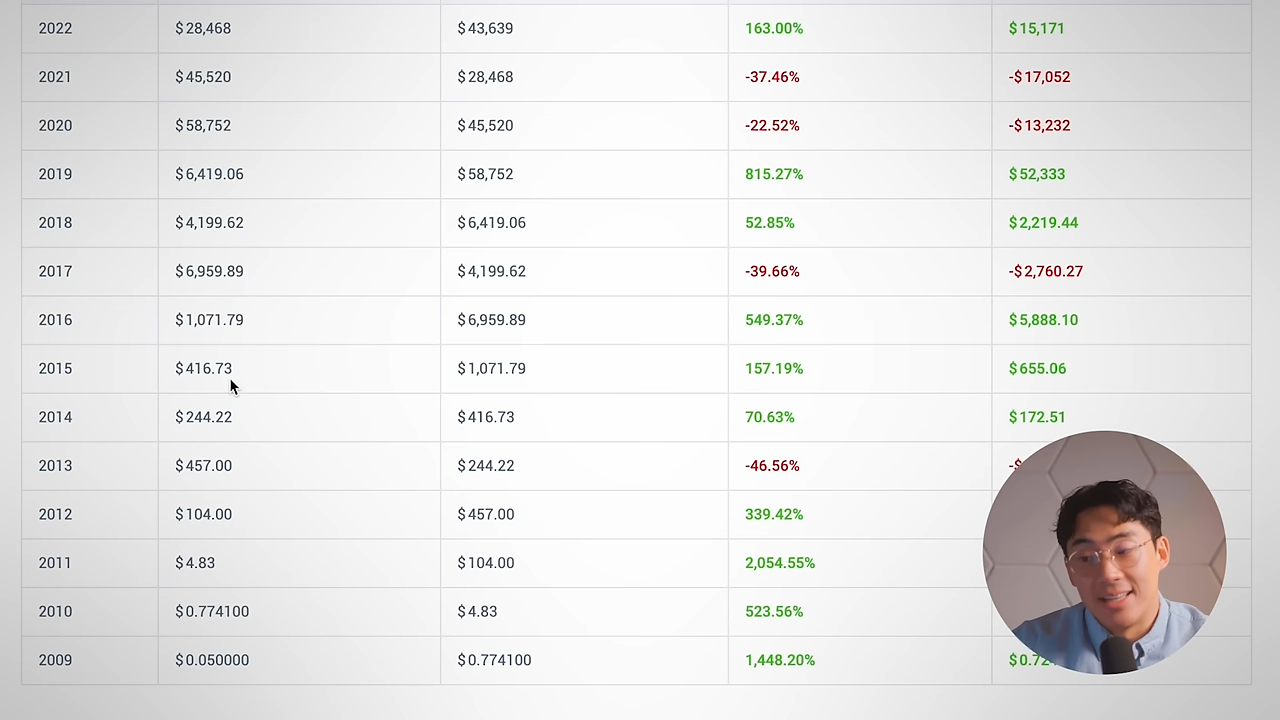 2022 $28,468 $43,639 163.00% $15,171
2021 $45,520 $28,468 -37.46% -$17,052
2020 $58,752 $45,520 -22.52% -$13,232
2019 $6,419.06 $58,752 815.27% $52,333
2018 $4,199.62 $6,419.06 52.85% $2,219.44
2017 $6,959.89 $4,199.62 -39.66% -$2,760.27
2016 $1,071.79 $6,959.89 549.37% $5,888.10
2015 $416.73 $1,071.79 157.19% $655.06
2014 $244.22 $416.73 70.63% $172.51
2013 $457.00 $244.22 -46.56% -$
2012 $104.00 $457.00 339.42%
2011 $4.83 $104.00 2,054.55%
2010 $0.774100 $4.83 523.56%
2009 $0.050000 $0.774100 1,448.20% $0.72